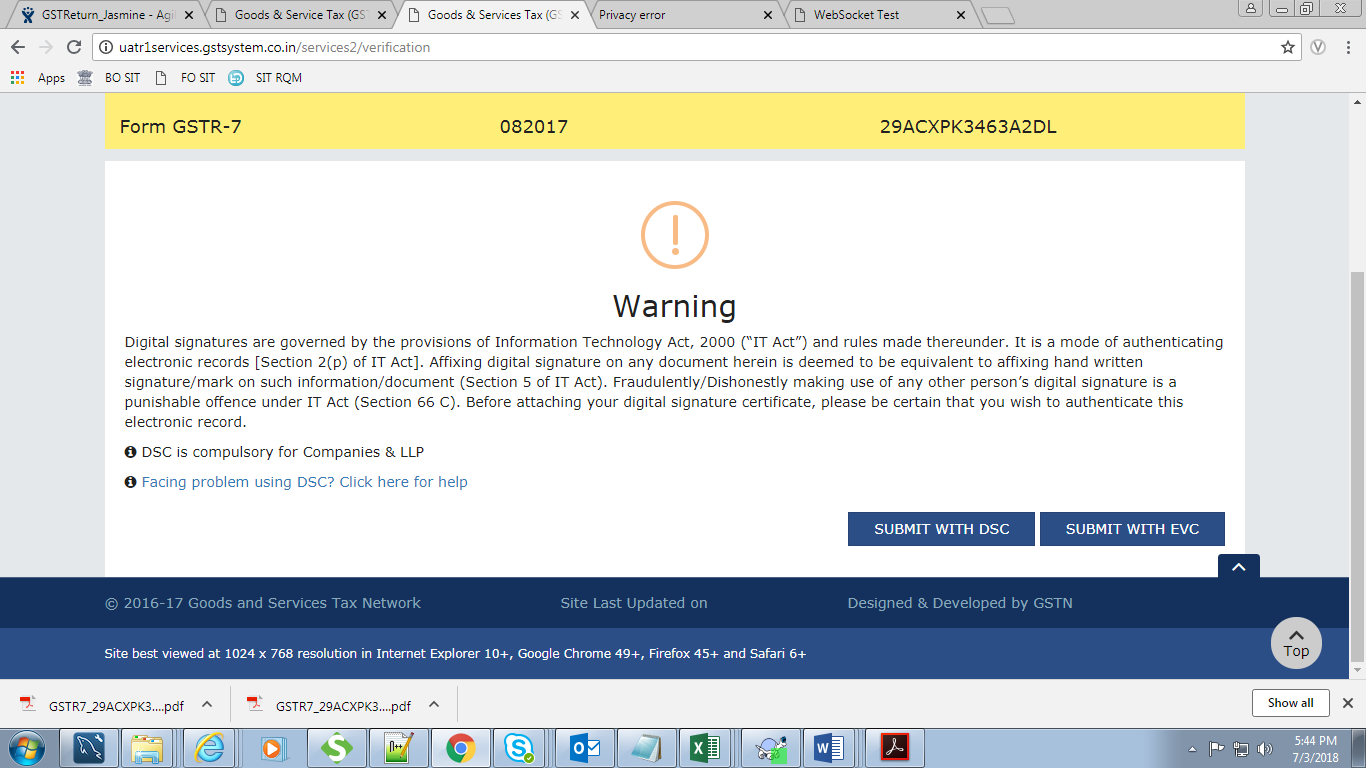 GSTReturn_Jasmine - Agil
Goods & Service Tax (GST
Goods & Services Tax (GS
Privacy error
WebSocket Test
uatr1services.gstsystem.co.in/services2/verification
Apps BO SIT FO SIT SIT RQM
Form GSTR-7 082017 29ACXPK3463A2DL
Warning
Digital signatures are governed by the provisions of Information Technology Act, 2000 (“IT Act”) and rules made thereunder. It is a mode of authenticating
electronic records [Section 2(p) of IT Act]. Affixing digital signature on any document herein is deemed to be equivalent to affixing hand written
signature/mark on such information/document (Section 5 of IT Act). Fraudulently/Dishonestly making use of any other person’s digital signature is a
punishable offence under IT Act (Section 66 C). Before attaching your digital signature certificate, please be certain that you wish to authenticate this
electronic record.
DSC is compulsory for Companies & LLP
Facing problem using DSC? Click here for help
SUBMIT WITH DSC SUBMIT WITH EVC
© 2016-17 Goods and Services Tax Network Site Last Updated on Designed & Developed by GSTN
Top
Site best viewed at 1024 x 768 resolution in Internet Explorer 10+, Google Chrome 49+, Firefox 45+ and Safari 6+
GSTR7_29ACXPK3....pdf GSTR7_29ACXPK3....pdf Show all
5:44 PM
7/3/2018